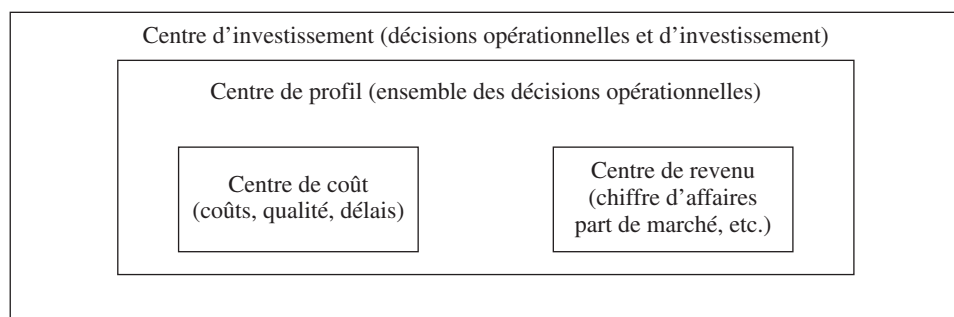 Centre d’investissement (décisions opérationnelles et d’investissement)
Centre de profil (ensemble des décisions opérationnelles)
Centre de coût
(coûts, qualité, délais)
Centre de revenu
(chiffre d’affaires
part de marché, etc.)